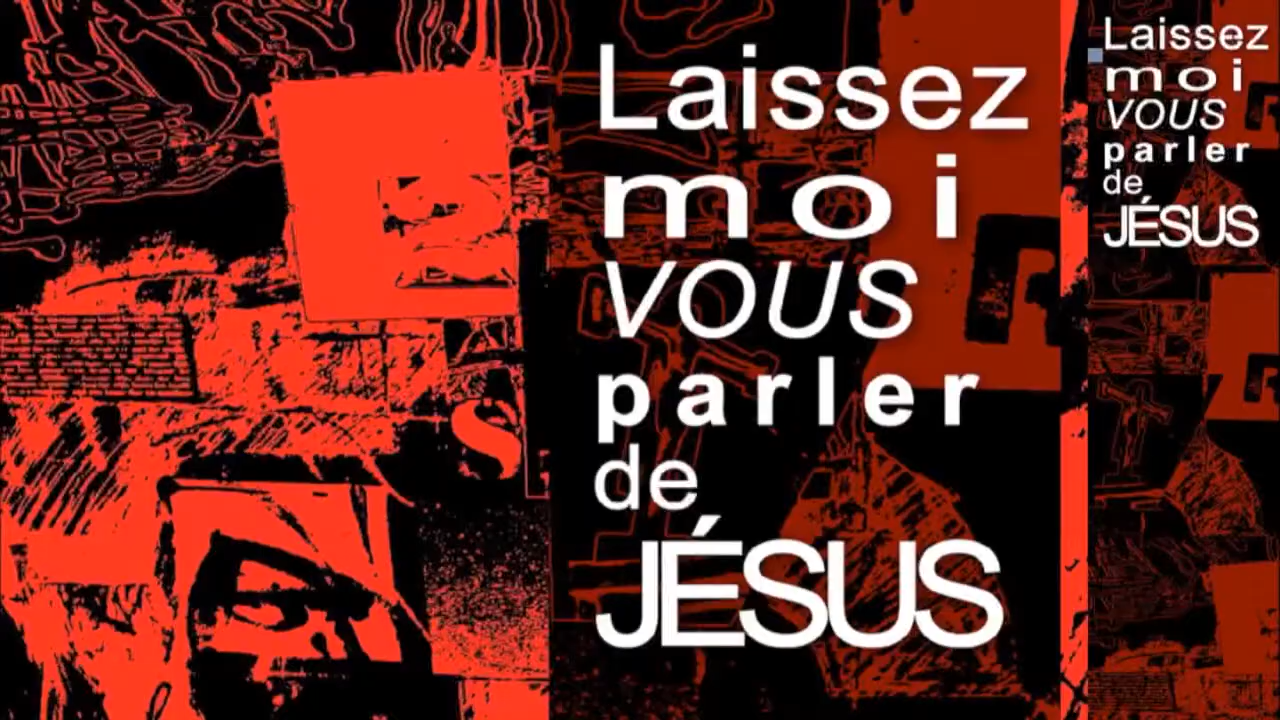 Laissez
moi
VOUS
parler
de
JÉSUS
Laissez
moi
VOUS
parler
de
JÉSUS